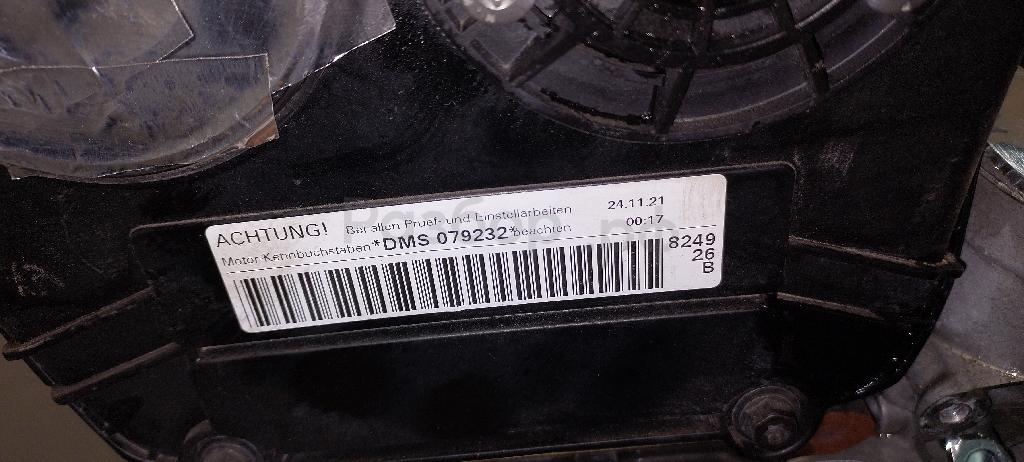 ACHTUNG! Bei allen Pruef- und Einstellarbeiten 24.11.21
Motor-Kennbuchstaben *DMS 079232* beachten 00:17
8249
26
B